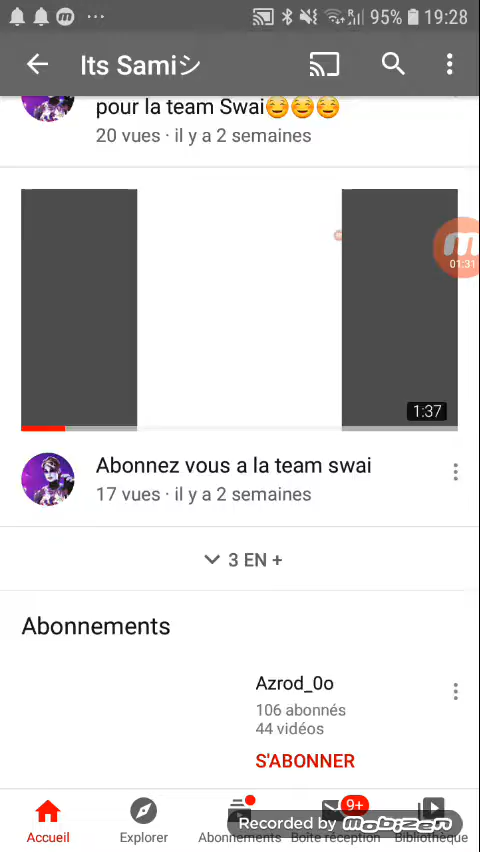 95% 19:28
Its Samiシ
pour la team Swai☺️☺️☺️
20 vues · il y a 2 semaines
01:31
1:37
Abonnez vous a la team swai
17 vues · il y a 2 semaines
3 EN +
Abonnements
Azrod_0o
106 abonnés
44 vidéos
S'ABONNER
9+
Recorded by mobizen
Accueil Explorer Abonnements Boîte réception Bibliothèque